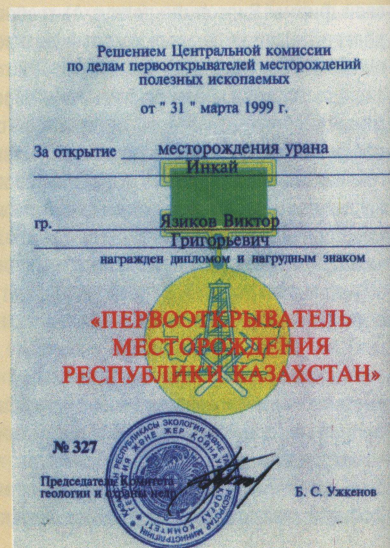 Решением Центральной комиссии
по делам первооткрывателей месторождений
полезных ископаемых
от " 31 " марта 1999 г.
За открытие месторождения урана
Инкай
гр. Язиков Виктор
Григорьевич
награжден дипломом и нагрудным знаком
«ПЕРВООТКРЫВАТЕЛЬ
МЕСТОРОЖДЕНИЯ
РЕСПУБЛИКИ КАЗАХСТАН»
№ 327
Председатель Комитета
геологии и охраны недр
Б. С. Ужкенов